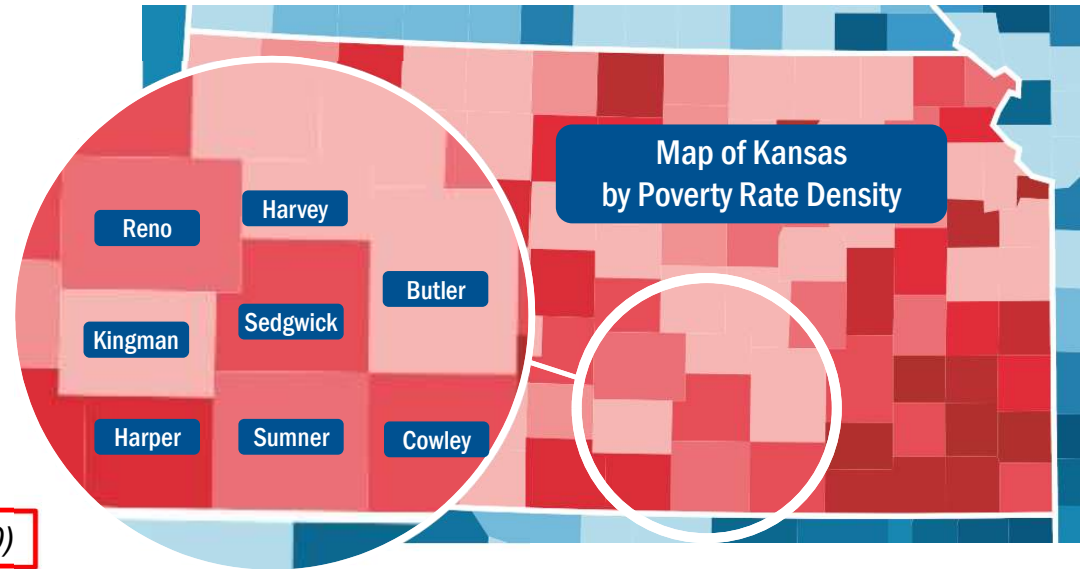 Map of Kansas
by Poverty Rate Density
Harvey
Reno
Butler
Sedgwick
Kingman
Harper
Sumner
Cowley